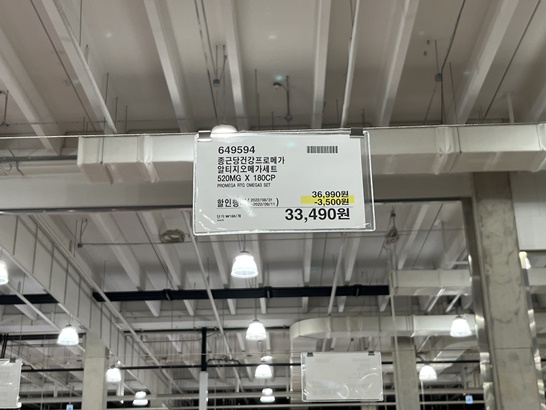 649594
종근당건강프로메가
알티지오메가세트
520MG X 180CP
PROMEGA RTG OMEGA3 SET
36,990원
할인행 -3,500원
33,490원